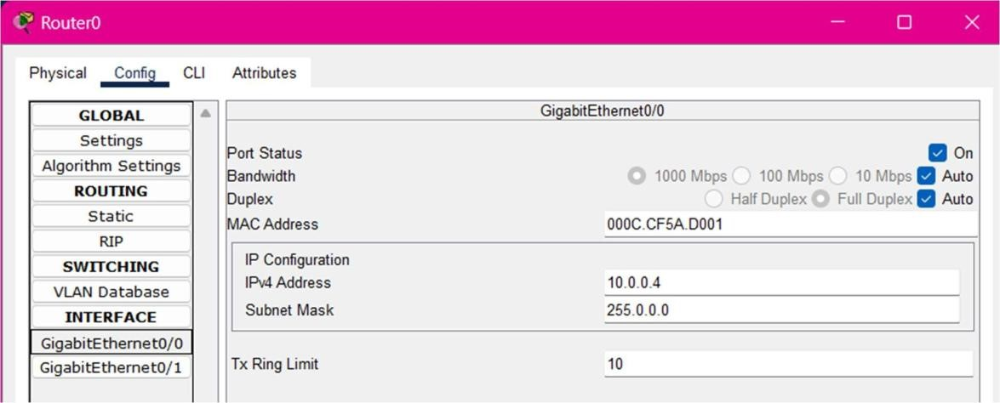 Router0
Physical Config CLI Attributes
GLOBAL
Settings
Algorithm Settings
ROUTING
Static
RIP
SWITCHING
VLAN Database
INTERFACE
GigabitEthernet0/0
GigabitEthernet0/1
GigabitEthernet0/0
Port Status On
Bandwidth 1000 Mbps 100 Mbps 10 Mbps Auto
Duplex Half Duplex Full Duplex Auto
MAC Address 000C.CF5A.D001
IP Configuration
IPv4 Address 10.0.0.4
Subnet Mask 255.0.0.0
Tx Ring Limit 10